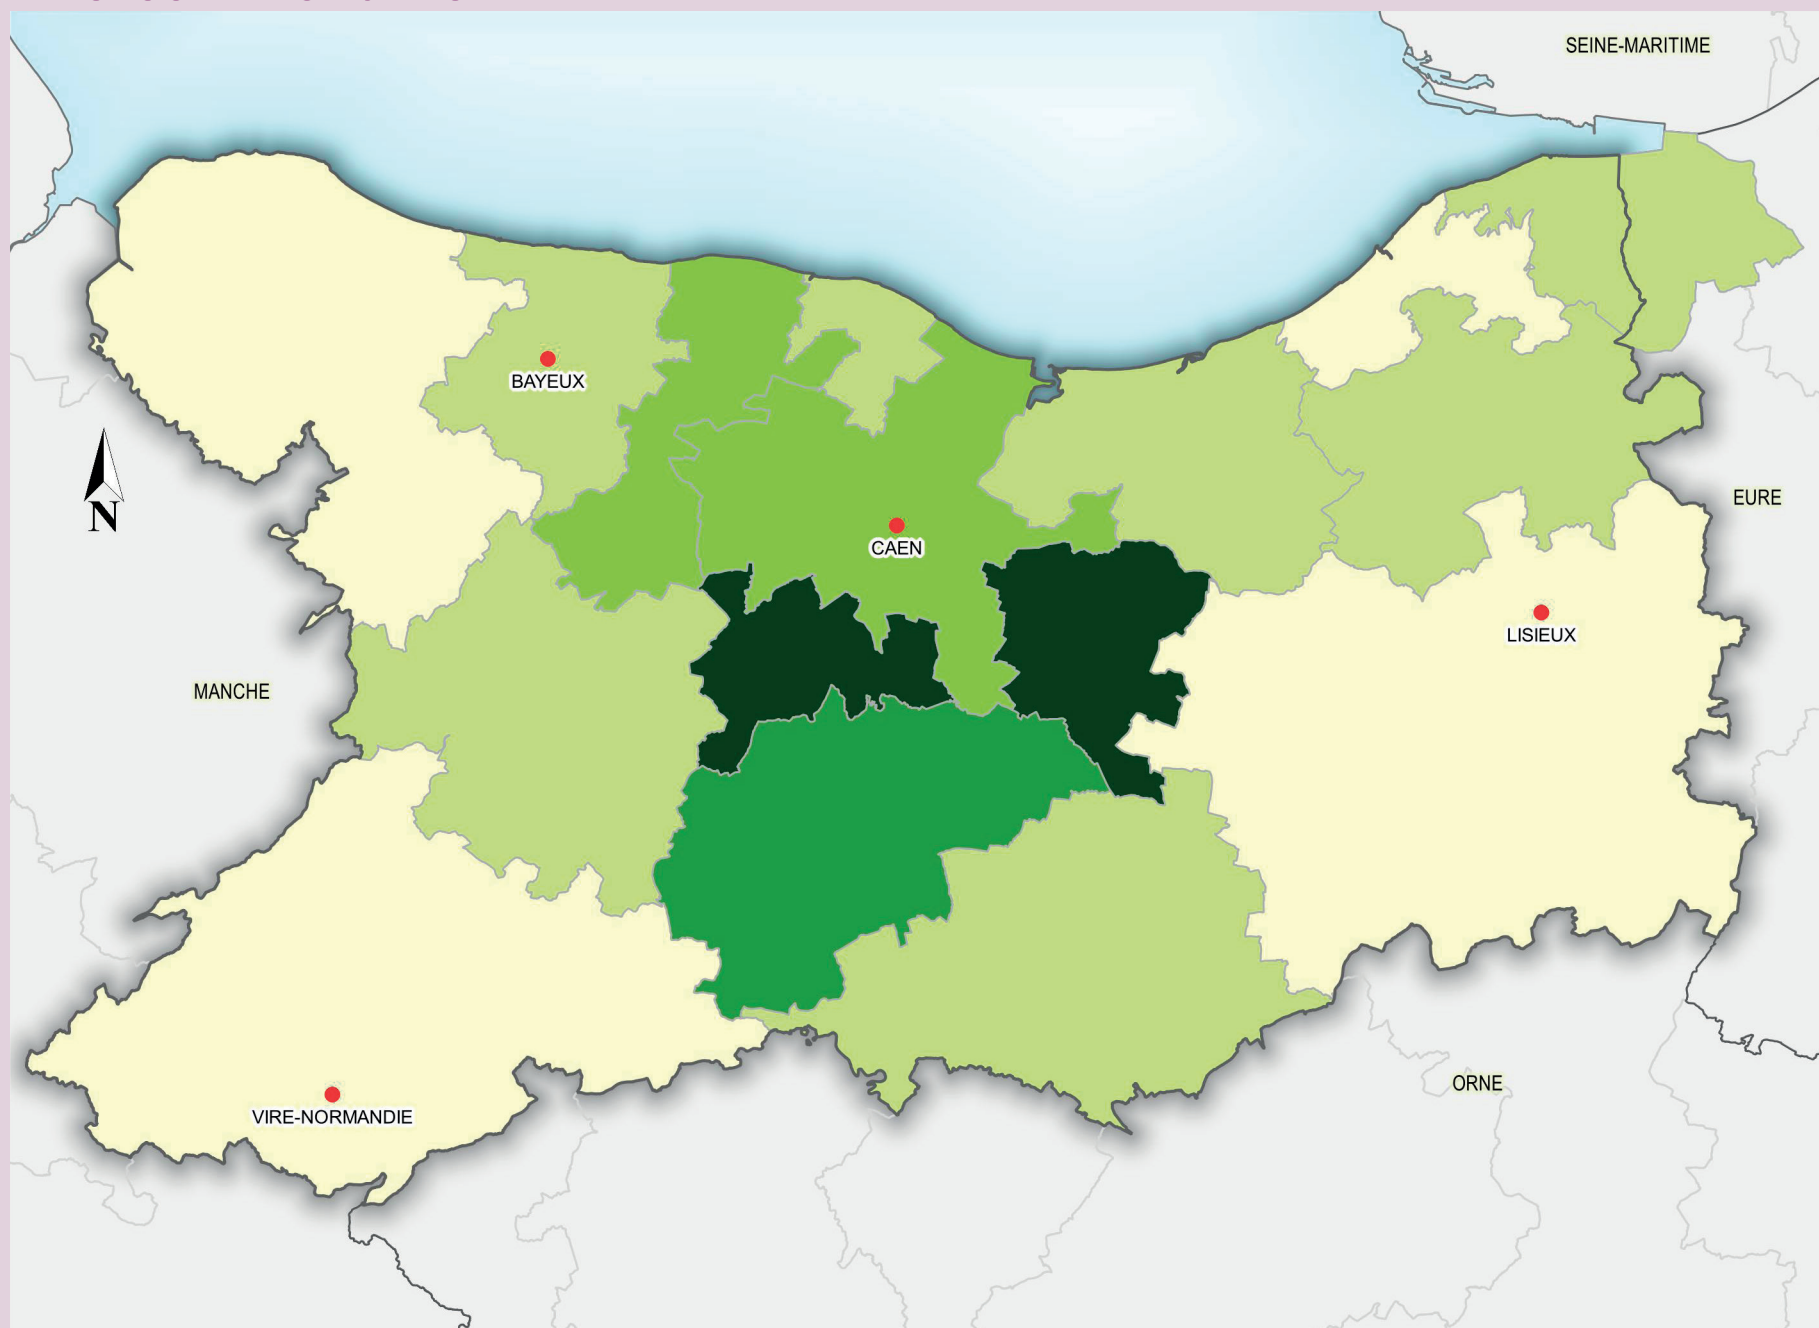 SEINE-MARITIME
BAYEUX
EURE
N
CAEN
LISIEUX
MANCHE
ORNE
VIRE-NORMANDIE